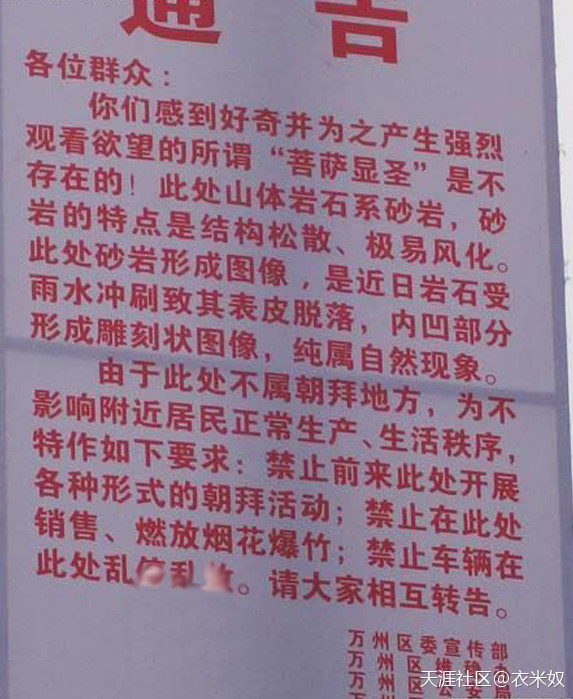 通告
各位群众：
你们感到好奇并为之产生强烈
观看欲望的所谓“菩萨显圣”是不
存在的！此处山体岩石系砂岩，砂
岩的特点是结构松散、极易风化。
此处砂岩形成图像，是近日岩石受
雨水冲刷致其表皮脱落，内凹部分
形成雕刻状图像，纯属自然现象。
由于此处不属朝拜地方，为不
影响附近居民正常生产、生活秩序，
特作如下要求：禁止前来此处开展
各种形式的朝拜活动；禁止在此处
销售、燃放烟花爆竹；禁止车辆在
此处乱停乱。请大家相互转告。
万州区委宣传部
万州区维稳办
万州区公安局
天涯社区@衣米奴